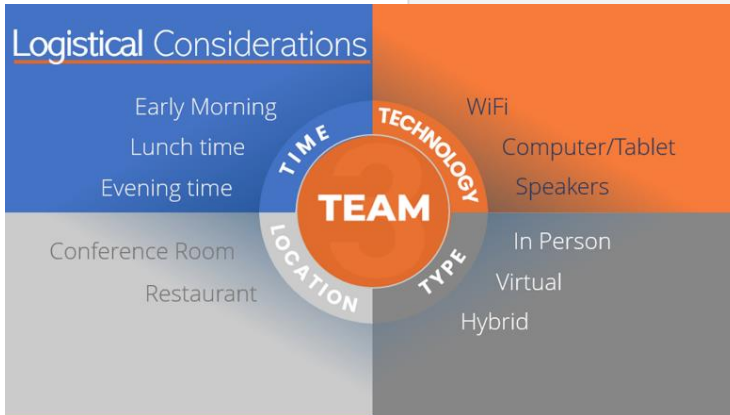 Logistical Considerations
Early Morning
Lunch time
Evening time
TIME
TECHNOLOGY
WiFi
Computer/Tablet
Speakers
3
TEAM
LOCATION
Conference Room
Restaurant
TYPE
In Person
Virtual
Hybrid